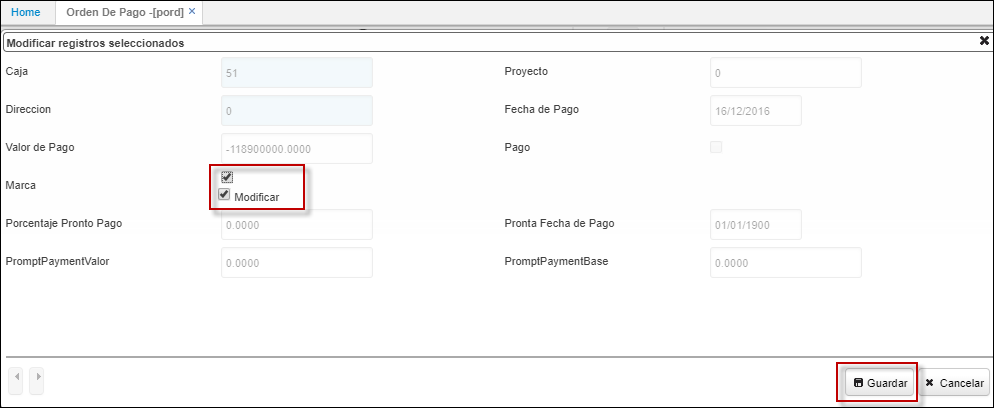 Home Orden De Pago -[pord] ×
Modificar registros seleccionados
Caja 51 Proyecto 0
Direccion 0 Fecha de Pago 16/12/2016
Valor de Pago -118900000.0000 Pago
Marca
Modificar
Porcentaje Pronto Pago 0.0000 Pronta Fecha de Pago 01/01/1900
PromptPaymentValor 0.0000 PromptPaymentBase 0.0000
Guardar Cancelar